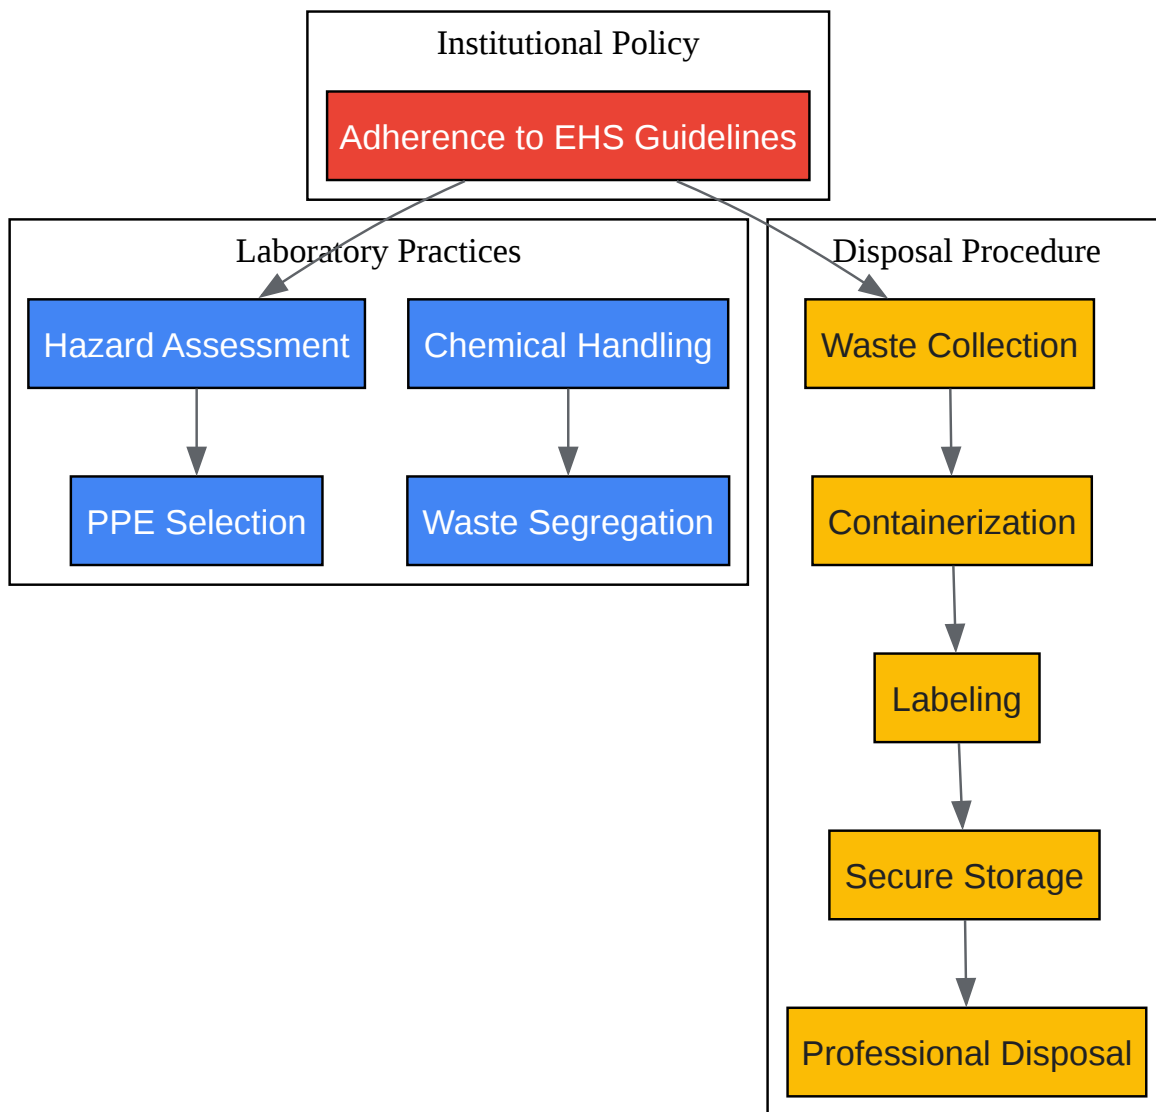 Institutional Policy
Adherence to EHS Guidelines
Laboratory Practices
Hazard Assessment
Chemical Handling
PPE Selection
Waste Segregation
Disposal Procedure
Waste Collection
Containerization
Labeling
Secure Storage
Professional Disposal